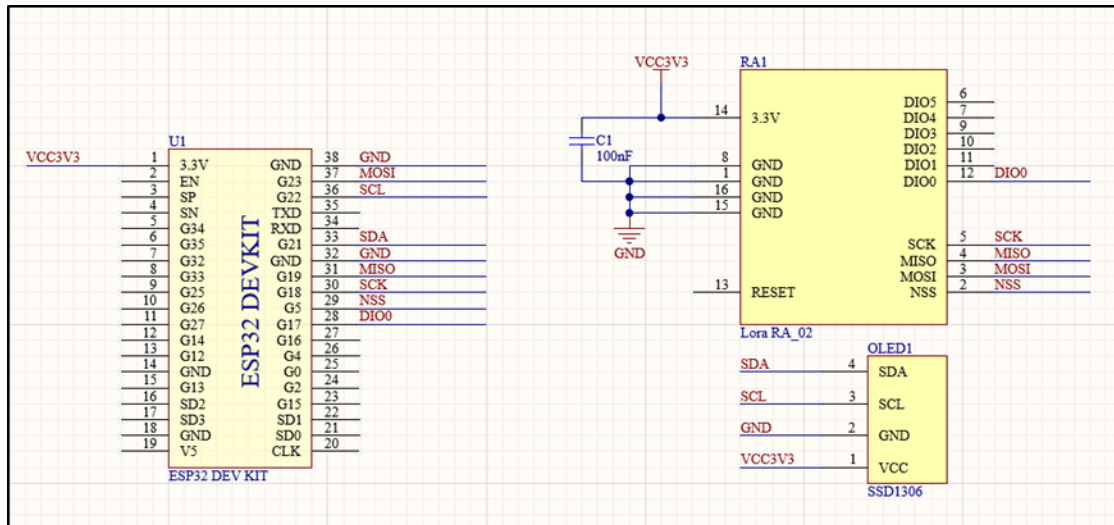 U1
VCC3V3 1 3.3V GND 38 GND
2 EN G23 37 MOSI
3 SP G22 36 SCL
4 SN TXD 35
5 G34 RXD 34
6 G35 G21 33 SDA
7 G32 GND 32 GND
8 G33 G19 31 MISO
9 G25 G18 30 SCK
10 G26 G5 29 NSS
11 G27 G17 28 DIO0
12 G14 G16 27
13 G12 G4 26
14 GND G0 25
15 G13 G2 24
16 SD2 G15 23
17 SD3 SD1 22
18 GND SD0 21
19 V5 CLK 20
ESP32 DEVKIT
ESP32 DEV KIT
VCC3V3
C1
100nF
GND
RA1
DIO5 6
14 3.3V DIO4 7
DIO3 9
DIO2 10
8 GND DIO1 11
1 GND DIO0 12 DIO0
16 GND
15 GND
SCK 5 SCK
MISO 4 MISO
MOSI 3 MOSI
13 RESET NSS 2 NSS
Lora RA_02
OLED1
SDA 4 SDA
SCL 3 SCL
GND 2 GND
VCC3V3 1 VCC
SSD1306